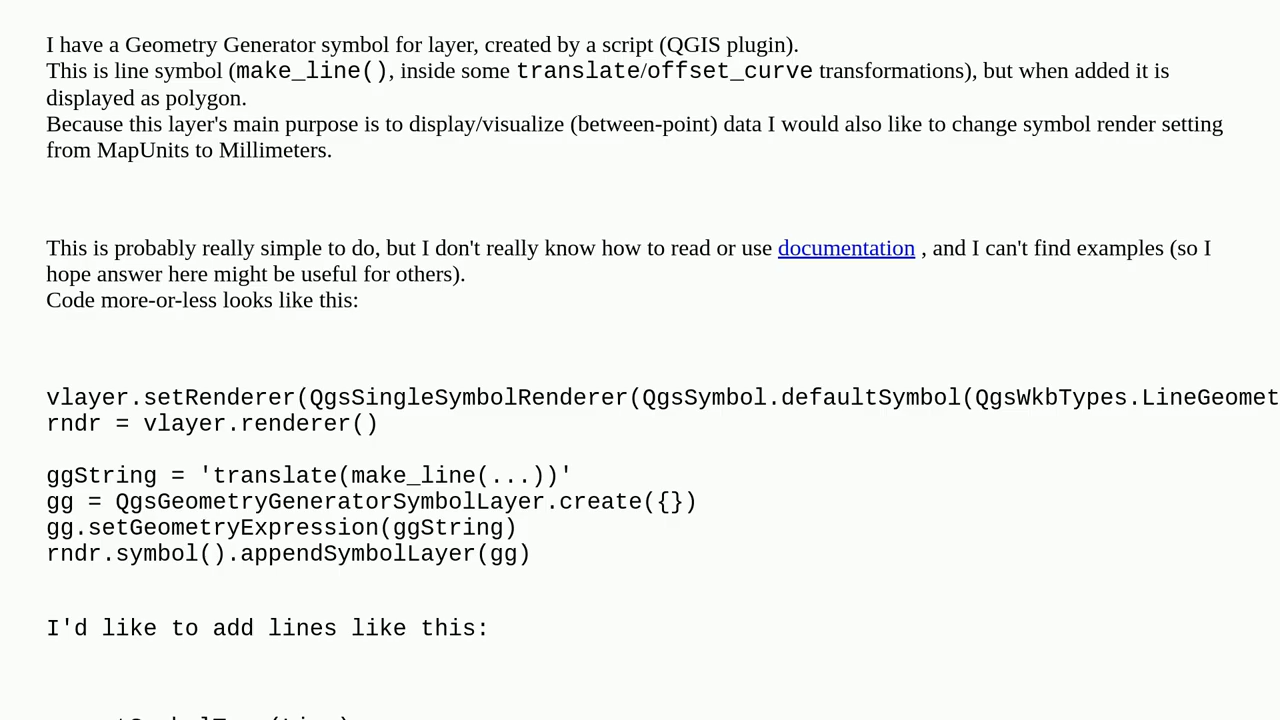 I have a Geometry Generator symbol for layer, created by a script (QGIS plugin).
This is line symbol (make_line(), inside some translate/offset_curve transformations), but when added it is
displayed as polygon.
Because this layer's main purpose is to display/visualize (between-point) data I would also like to change symbol render setting
from MapUnits to Millimeters.
This is probably really simple to do, but I don't really know how to read or use documentation , and I can't find examples (so I
hope answer here might be useful for others).
Code more-or-less looks like this:
vlayer.setRenderer(QgsSingleSymbolRenderer(QgsSymbol.defaultSymbol(QgsWkbTypes.LineGeomet
rndr = vlayer.renderer()
ggString = 'translate(make_line(...))'
gg = QgsGeometryGeneratorSymbolLayer.create({})
gg.setGeometryExpression(ggString)
rndr.symbol().appendSymbolLayer(gg)
I'd like to add lines like this: